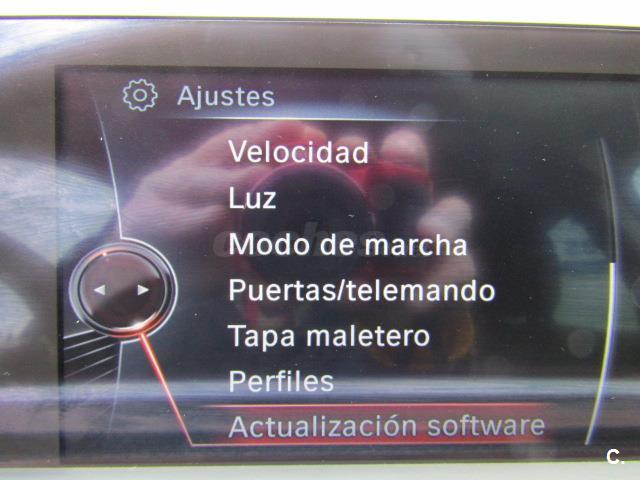 Ajustes
Velocidad
Luz
Modo de marcha
Puertas/telemando
Tapa maletero
Perfiles
Actualización software
C.